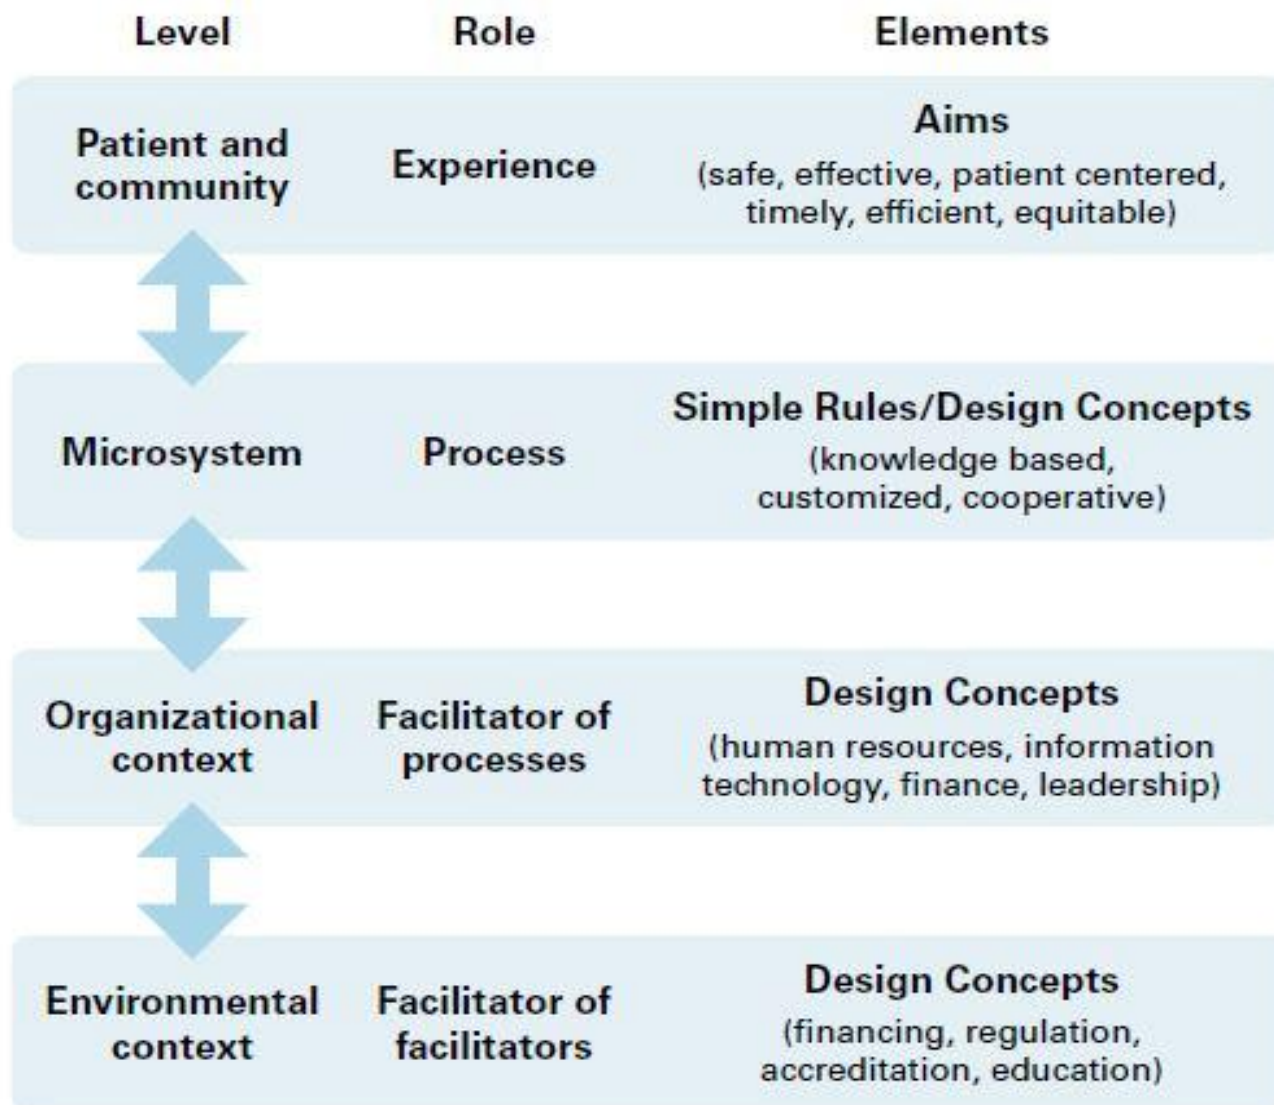 Level Role Elements
Aims
Patient and
community
Experience
(safe, effective, patient centered,
timely, efficient, equitable)
Simple Rules/Design Concepts
Microsystem
Process
(knowledge based,
customized, cooperative)
Design Concepts
Organizational
context
Facilitator of
processes
(human resources, information
technology, finance, leadership)
Design Concepts
Environmental
context
Facilitator of
facilitators
(financing, regulation,
accreditation, education)